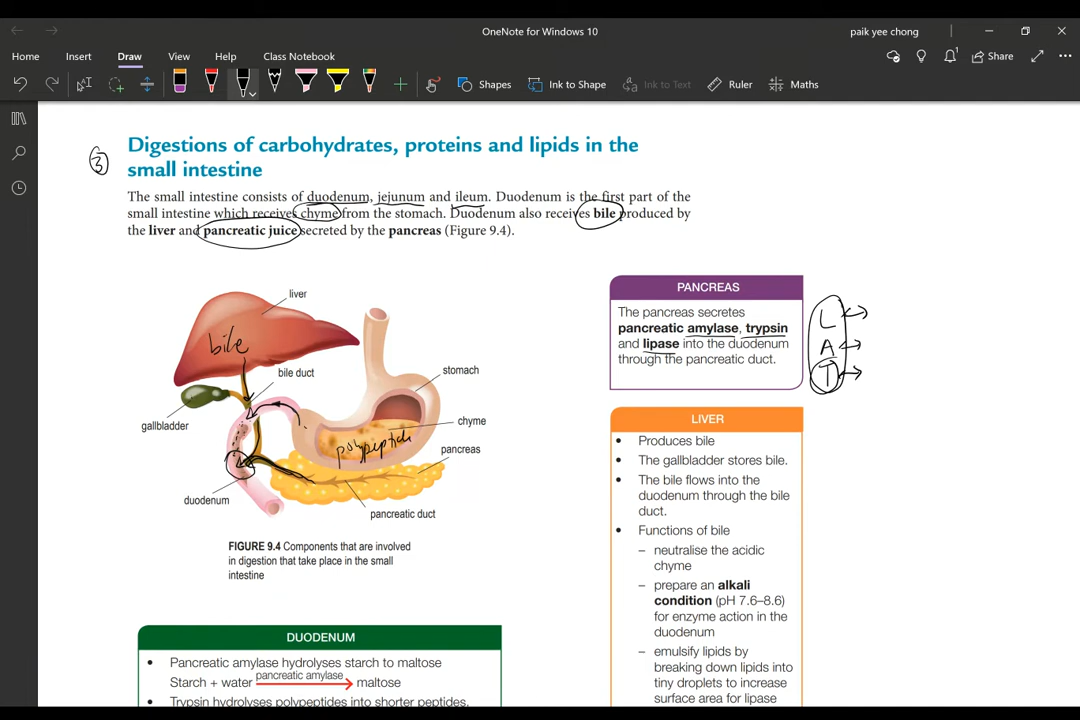 OneNote for Windows 10
paik yee chong
Home Insert Draw View Help Class Notebook
Share
Shapes Ink to Shape Ink to Text Ruler Maths
3
Digestions of carbohydrates, proteins and lipids in the
small intestine
The small intestine consists of duodenum, jejunum and ileum. Duodenum is the first part of the
small intestine which receives chyme from the stomach. Duodenum also receives bile produced by
the liver and pancreatic juice secreted by the pancreas (Figure 9.4).
liver
bile
bile duct
stomach
gallbladder
chyme
polypeptide
pancreas
duodenum
pancreatic duct
FIGURE 9.4 Components that are involved
in digestion that take place in the small
intestine
PANCREAS
The pancreas secretes
pancreatic amylase, trypsin
and lipase into the duodenum
through the pancreatic duct.
L
A
T
LIVER
• Produces bile
• The gallbladder stores bile.
• The bile flows into the
duodenum through the bile
duct.
• Functions of bile
– neutralise the acidic
chyme
– prepare an alkali
condition (pH 7.6–8.6)
for enzyme action in the
duodenum
– emulsify lipids by
breaking down lipids into
tiny droplets to increase
surface area for lipase
DUODENUM
• Pancreatic amylase hydrolyses starch to maltose
pancreatic amylase
Starch + water maltose
• Trypsin hydrolyses polypeptides into shorter peptides.